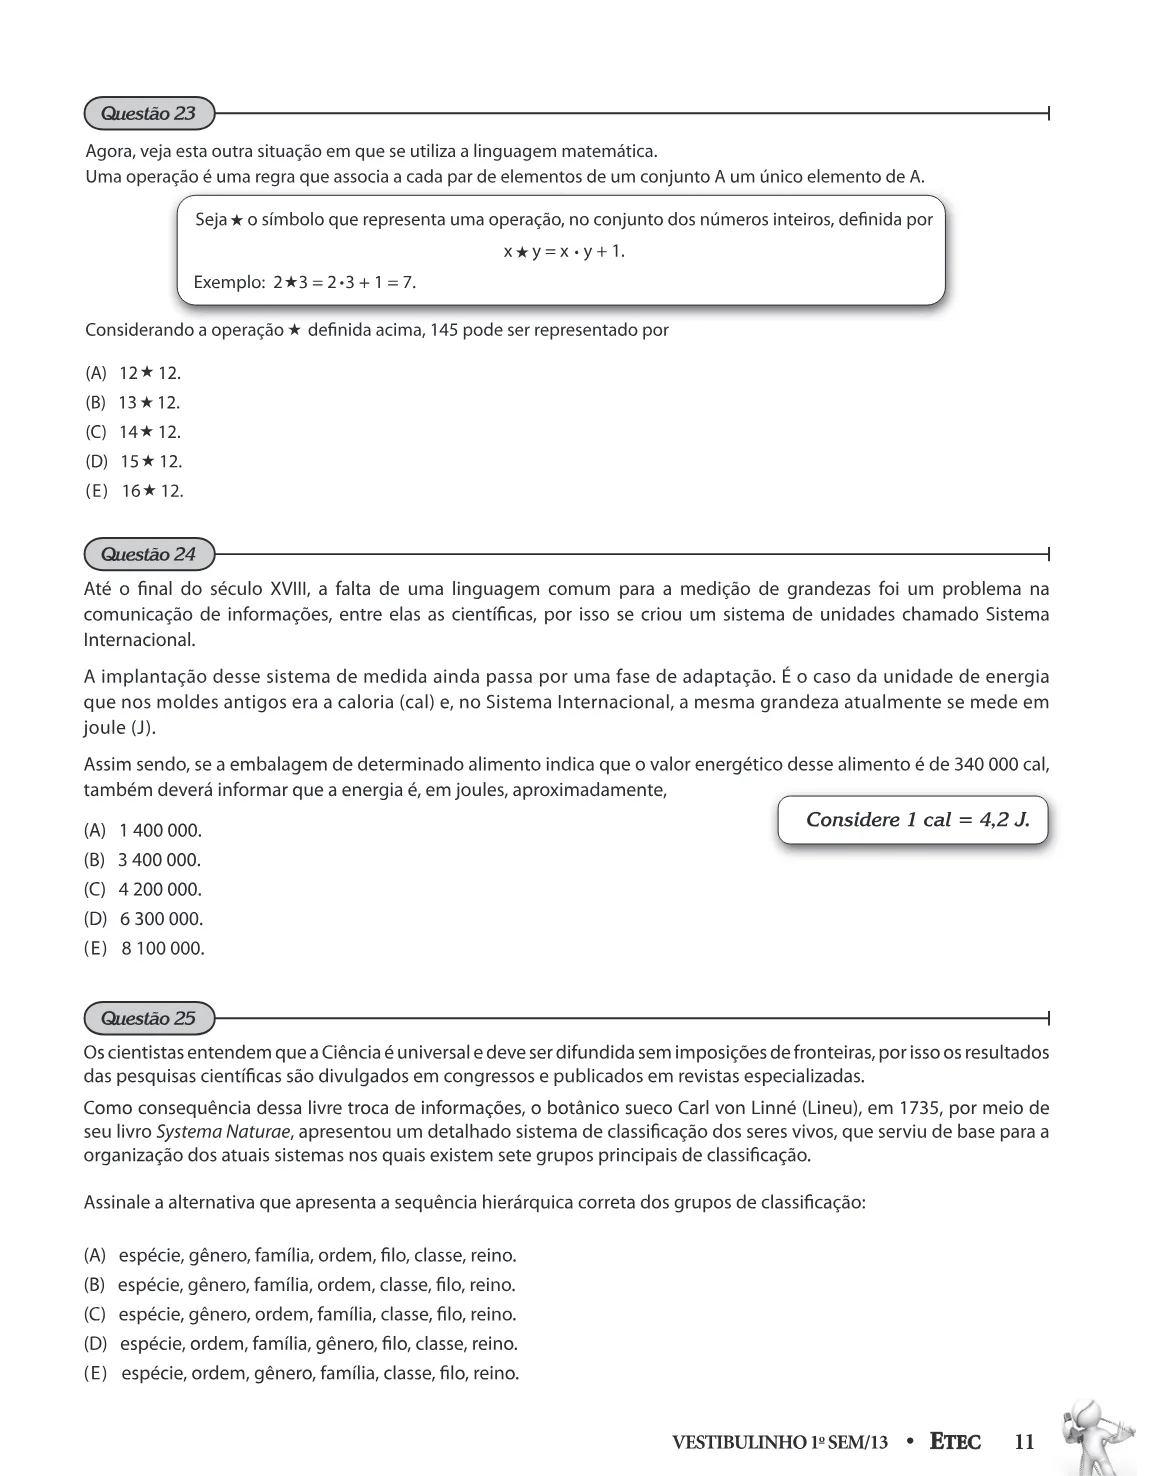 Questão 23
Agora, veja esta outra situação em que se utiliza a linguagem matemática.
Uma operação é uma regra que associa a cada par de elementos de um conjunto A um único elemento de A.
Seja ★ o símbolo que representa uma operação, no conjunto dos números inteiros, definida por
x ★ y = x • y + 1.
Exemplo: 2★3 = 2•3 + 1 = 7.
Considerando a operação ★ definida acima, 145 pode ser representado por
(A) 12★ 12.
(B) 13 ★ 12.
(C) 14★ 12.
(D) 15★ 12.
(E) 16★ 12.
Questão 24
Até o final do século XVIII, a falta de uma linguagem comum para a medição de grandezas foi um problema na
comunicação de informações, entre elas as científicas, por isso se criou um sistema de unidades chamado Sistema
Internacional.
A implantação desse sistema de medida ainda passa por uma fase de adaptação. É o caso da unidade de energia
que nos moldes antigos era a caloria (cal) e, no Sistema Internacional, a mesma grandeza atualmente se mede em
joule (J).
Assim sendo, se a embalagem de determinado alimento indica que o valor energético desse alimento é de 340 000 cal,
também deverá informar que a energia é, em joules, aproximadamente,
Considere 1 cal = 4,2 J.
(A) 1 400 000.
(B) 3 400 000.
(C) 4 200 000.
(D) 6 300 000.
(E) 8 100 000.
Questão 25
Os cientistas entendem que a Ciência é universal e deve ser difundida sem imposições de fronteiras, por isso os resultados
das pesquisas científicas são divulgados em congressos e publicados em revistas especializadas.
Como consequência dessa livre troca de informações, o botânico sueco Carl von Linné (Lineu), em 1735, por meio de
seu livro Systema Naturae, apresentou um detalhado sistema de classificação dos seres vivos, que serviu de base para a
organização dos atuais sistemas nos quais existem sete grupos principais de classificação.
Assinale a alternativa que apresenta a sequência hierárquica correta dos grupos de classificação:
(A) espécie, gênero, família, ordem, filo, classe, reino.
(B) espécie, gênero, família, ordem, classe, filo, reino.
(C) espécie, gênero, ordem, família, classe, filo, reino.
(D) espécie, ordem, família, gênero, filo, classe, reino.
(E) espécie, ordem, gênero, família, classe, filo, reino.
VESTIBULINHO 1º SEM/13 • ETEC 11